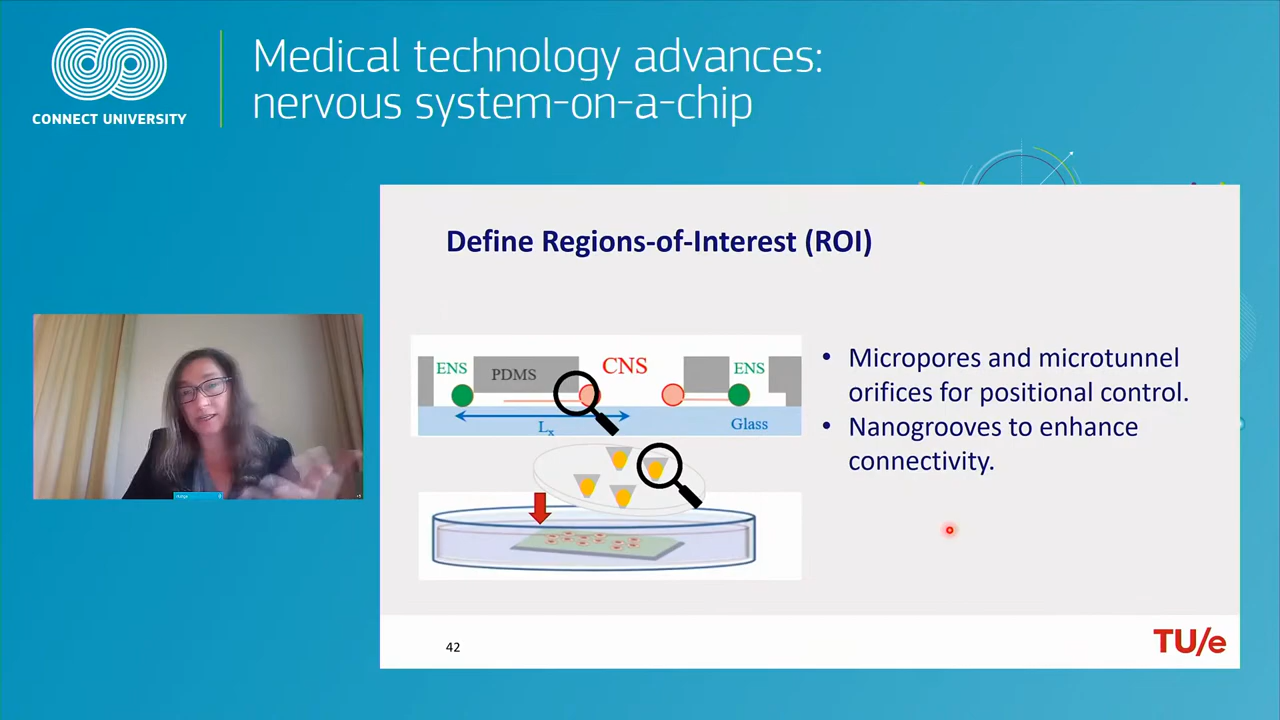 CONNECT UNIVERSITY
Medical technology advances:
nervous system-on-a-chip
Define Regions-of-Interest (ROI)
ENS
PDMS
CNS
ENS
Lx
Glass
• Micropores and microtunnel
orifices for positional control.
• Nanogrooves to enhance
connectivity.
42
TU/e